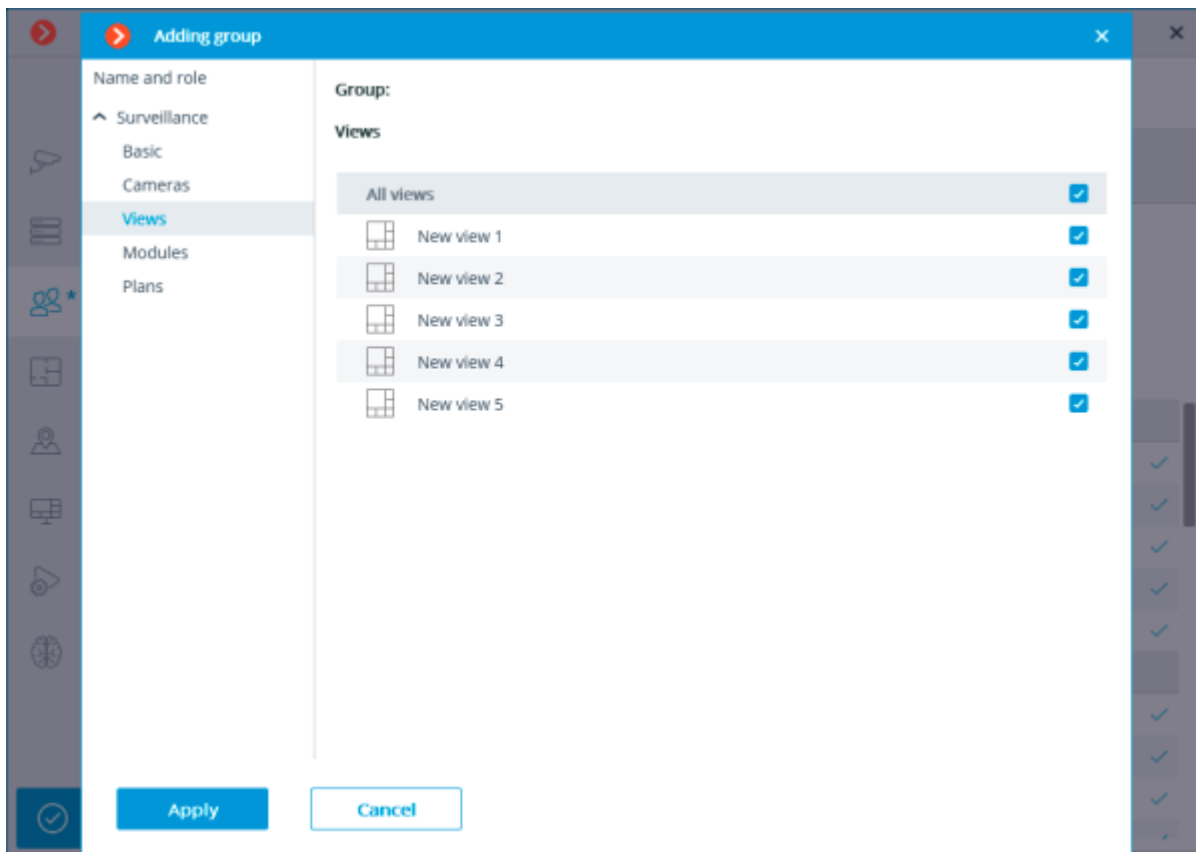 Adding group
Name and role
Surveillance
Basic
Cameras
Views
Modules
Plans
Group:
Views
All views
New view 1
New view 2
New view 3
New view 4
New view 5
Apply
Cancel